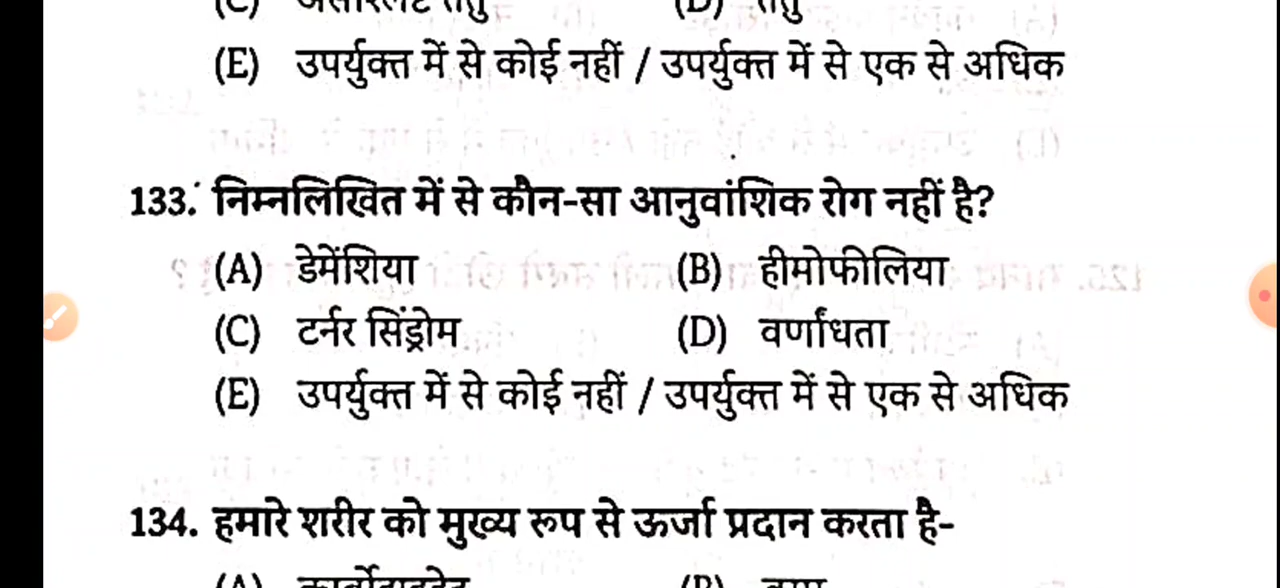 (E) उपर्युक्त में से कोई नहीं / उपर्युक्त में से एक से अधिक
133. निम्नलिखित में से कौन-सा आनुवांशिक रोग नहीं है?
(A) डेमेंशिया (B) हीमोफीलिया
(C) टर्नर सिंड्रोम (D) वर्णांधता
(E) उपर्युक्त में से कोई नहीं / उपर्युक्त में से एक से अधिक
134. हमारे शरीर को मुख्य रूप से ऊर्जा प्रदान करता है-